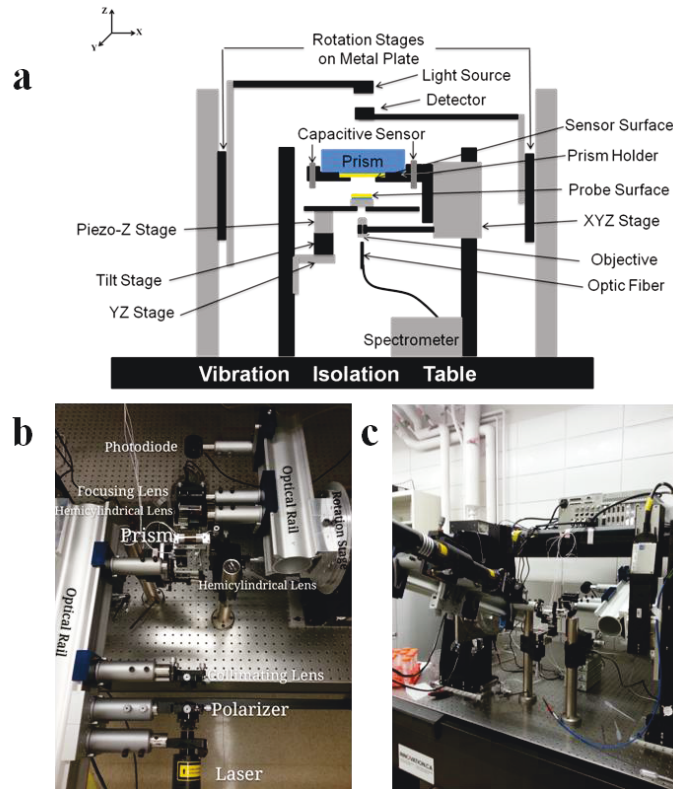 Z
X
Y
a
Rotation Stages
on Metal Plate
Light Source
Detector
Capacitive Sensor
Sensor Surface
Prism
Prism Holder
Probe Surface
Piezo-Z Stage
XYZ Stage
Tilt Stage
Objective
YZ Stage
Optic Fiber
Spectrometer
Vibration Isolation Table
b
Photodiode
Focusing Lens
Hemicylindrical Lens
Prism
Optical Rail
Rotation Stage
Hemicylindrical Lens
Optical Rail
Collimating Lens
Polarizer
Laser
c
INNOVATION.CA